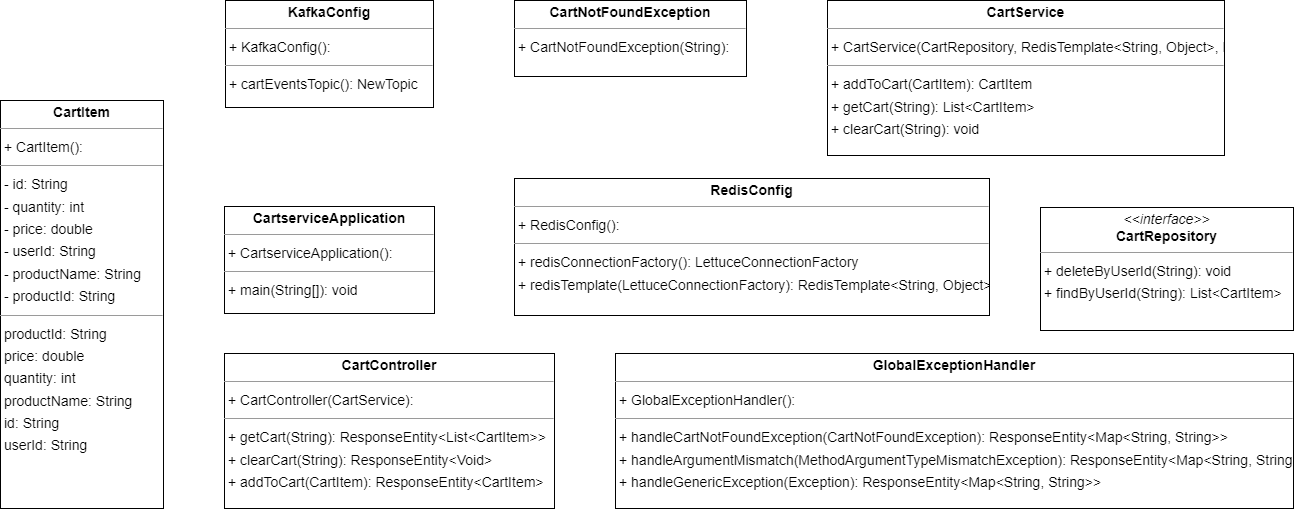 KafkaConfig
+ KafkaConfig():
+ cartEventsTopic(): NewTopic
CartNotFoundException
+ CartNotFoundException(String):
CartService
+ CartService(CartRepository, RedisTemplate<String, Object>,
+ addToCart(CartItem): CartItem
+ getCart(String): List<CartItem>
+ clearCart(String): void
CartItem
+ CartItem():
- id: String
- quantity: int
- price: double
- userId: String
- productName: String
- productId: String
productId: String
price: double
quantity: int
productName: String
id: String
userId: String
CartserviceApplication
+ CartserviceApplication():
+ main(String[]): void
RedisConfig
+ RedisConfig():
+ redisConnectionFactory(): LettuceConnectionFactory
+ redisTemplate(LettuceConnectionFactory): RedisTemplate<String, Object>
<<interface>>
CartRepository
+ deleteByUserId(String): void
+ findByUserId(String): List<CartItem>
CartController
+ CartController(CartService):
+ getCart(String): ResponseEntity<List<CartItem>>
+ clearCart(String): ResponseEntity<Void>
+ addToCart(CartItem): ResponseEntity<CartItem>
GlobalExceptionHandler
+ GlobalExceptionHandler():
+ handleCartNotFoundException(CartNotFoundException): ResponseEntity<Map<String, String>>
+ handleArgumentMismatch(MethodArgumentTypeMismatchException): ResponseEntity<Map<String, String
+ handleGenericException(Exception): ResponseEntity<Map<String, String>>